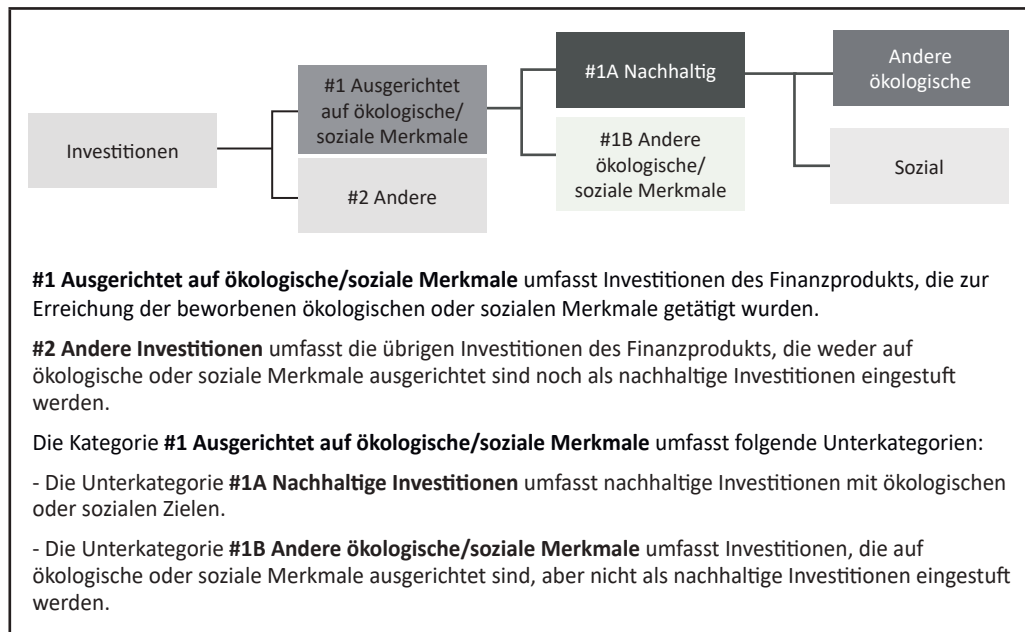 Investitionen
#1 Ausgerichtet
auf ökologische/
soziale Merkmale
#2 Andere
#1A Nachhaltig
#1B Andere
ökologische/
soziale Merkmale
Andere
ökologische
Sozial
#1 Ausgerichtet auf ökologische/soziale Merkmale umfasst Investitionen des Finanzprodukts, die zur
Erreichung der beworbenen ökologischen oder sozialen Merkmale getätigt wurden.
#2 Andere Investitionen umfasst die übrigen Investitionen des Finanzprodukts, die weder auf
ökologische oder soziale Merkmale ausgerichtet sind noch als nachhaltige Investitionen eingestuft
werden.
Die Kategorie #1 Ausgerichtet auf ökologische/soziale Merkmale umfasst folgende Unterkategorien:
- Die Unterkategorie #1A Nachhaltige Investitionen umfasst nachhaltige Investitionen mit ökologischen
oder sozialen Zielen.
- Die Unterkategorie #1B Andere ökologische/soziale Merkmale umfasst Investitionen, die auf
ökologische oder soziale Merkmale ausgerichtet sind, aber nicht als nachhaltige Investitionen eingestuft
werden.